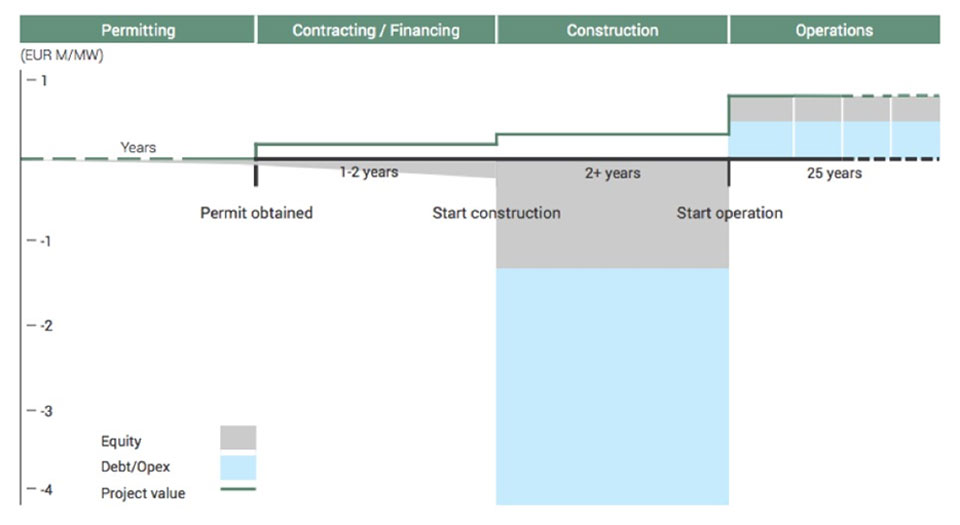 Permitting
Contracting / Financing
Construction
Operations
(EUR M/MW)
1
Years
1-2 years
2+ years
25 years
Permit obtained
Start construction
Start operation
-1
-2
-3
-4
Equity
Debt/Opex
Project value